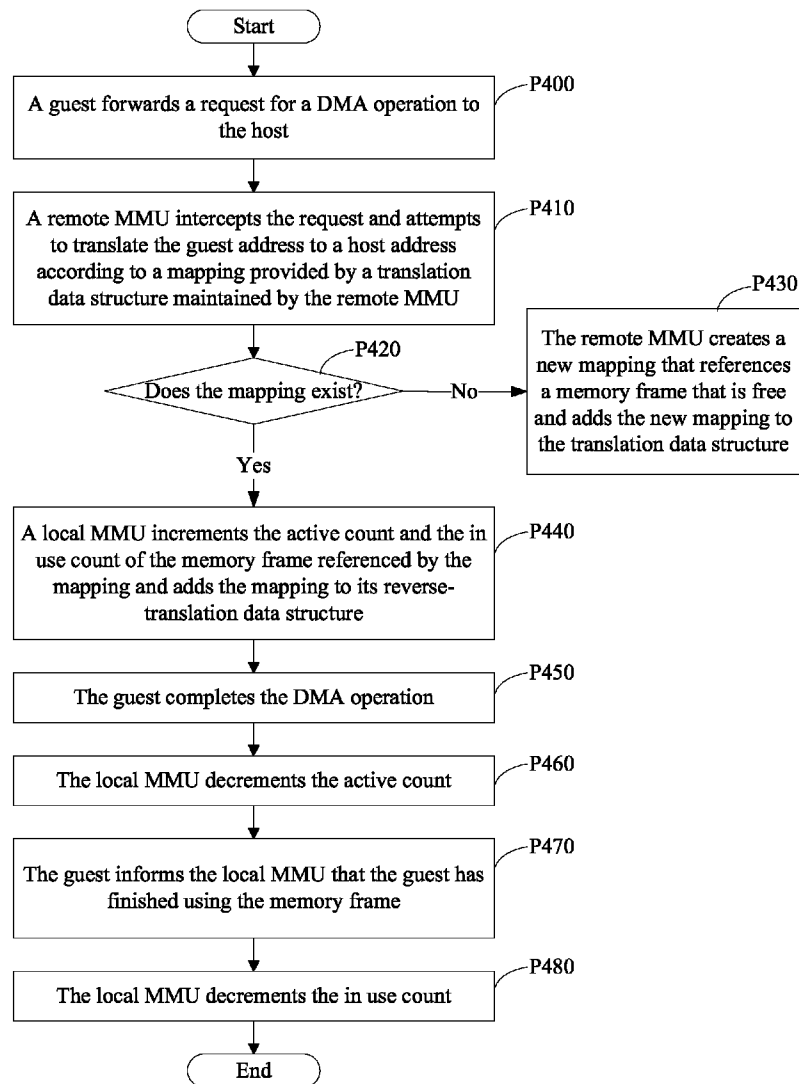 Start
P400
A guest forwards a request for a DMA operation to
the host
P410
A remote MMU intercepts the request and attempts
to translate the guest address to a host address
according to a mapping provided by a translation
data structure maintained by the remote MMU
P420
Does the mapping exist?
No
P430
The remote MMU creates a
new mapping that references
a memory frame that is free
and adds the new mapping to
the translation data structure
Yes
P440
A local MMU increments the active count and the in
use count of the memory frame referenced by the
mapping and adds the mapping to its reverse-
translation data structure
P450
The guest completes the DMA operation
P460
The local MMU decrements the active count
P470
The guest informs the local MMU that the guest has
finished using the memory frame
P480
The local MMU decrements the in use count
End